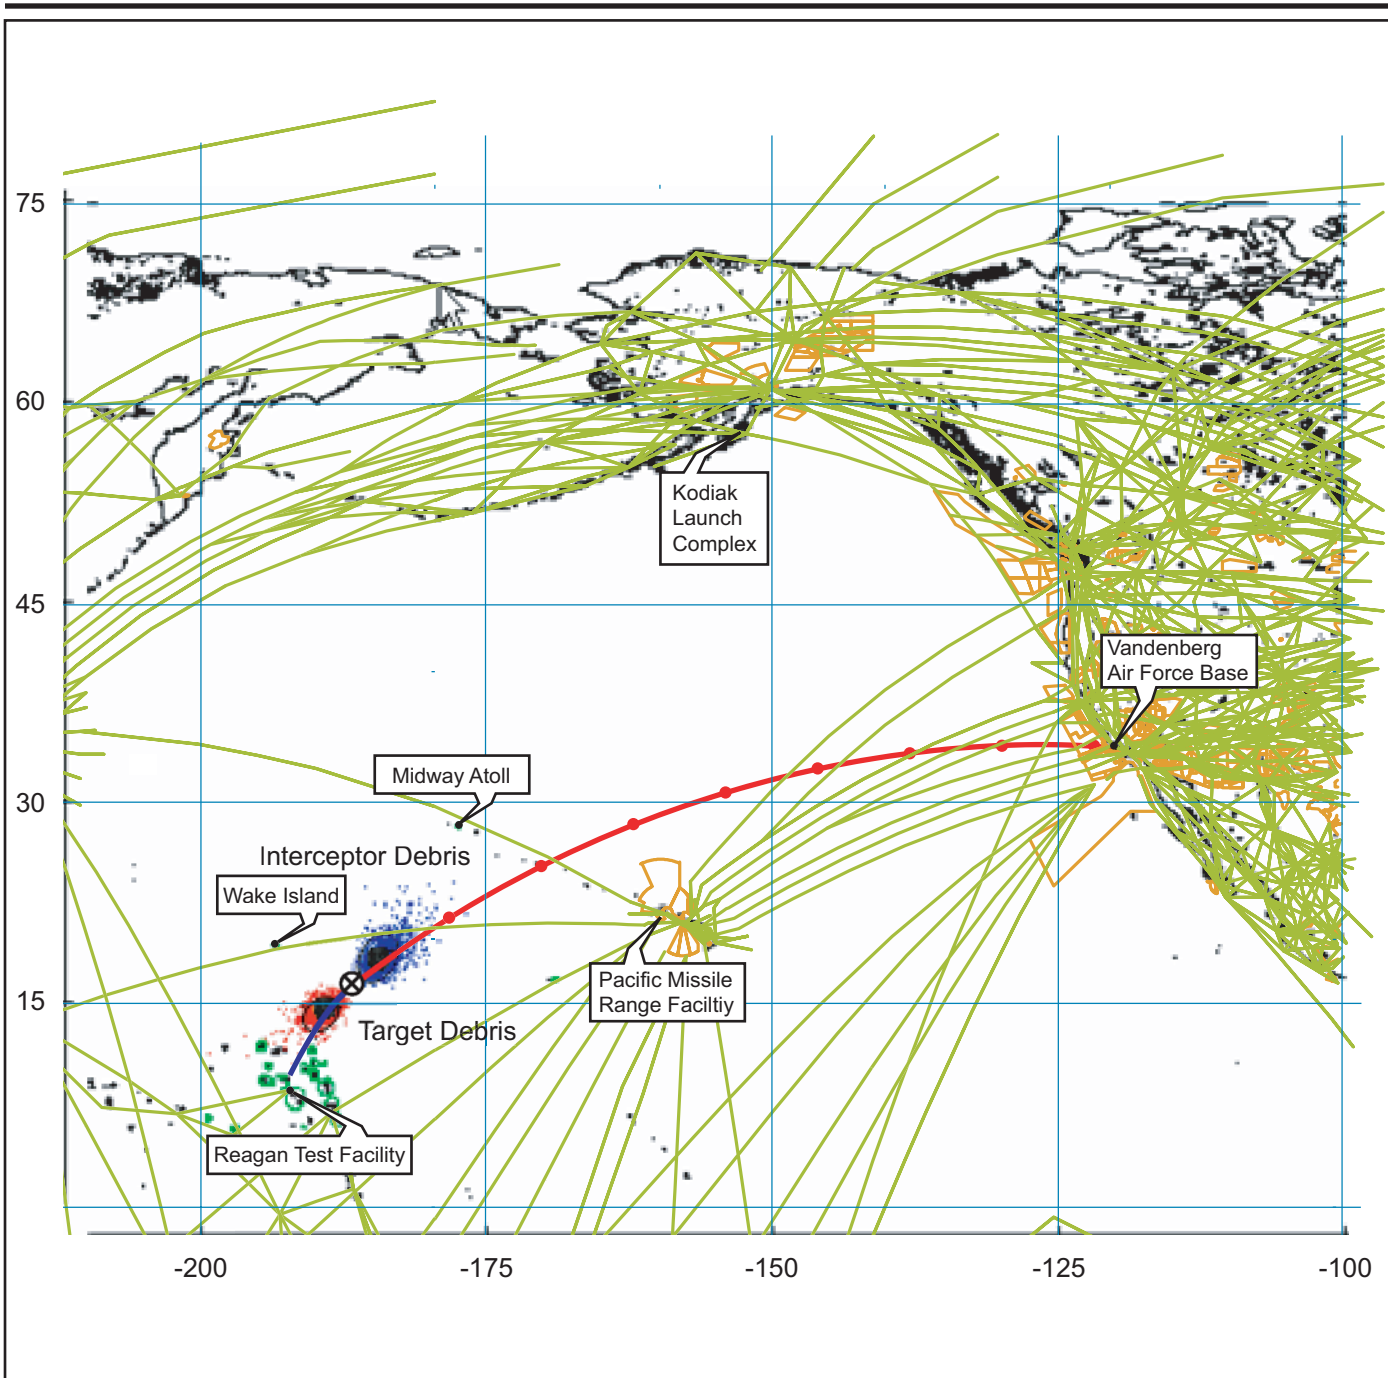 75
60
Kodiak
Launch
Complex
45
Vandenberg
Air Force Base
Midway Atoll
30
Interceptor Debris
Wake Island
Pacific Missile
Range Faciltiy
15
Target Debris
Reagan Test Facility
-200
-175
-150
-125
-100